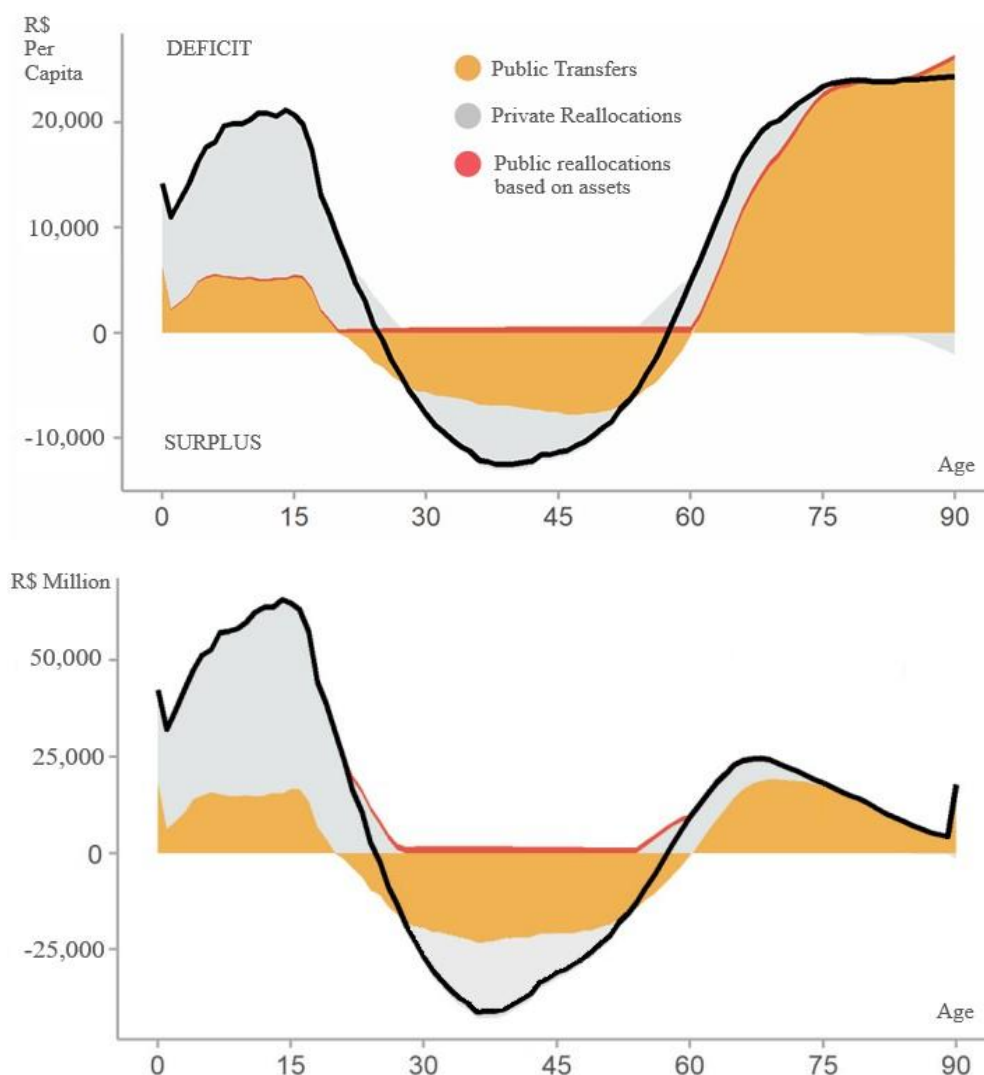 R$
Per
Capita
DEFICIT
Public Transfers
Private Reallocations
Public reallocations
based on assets
20,000
10,000
0
-10,000
SURPLUS
Age
0 15 30 45 60 75 90
R$ Million
50,000
25,000
0
-25,000
Age
0 15 30 45 60 75 90